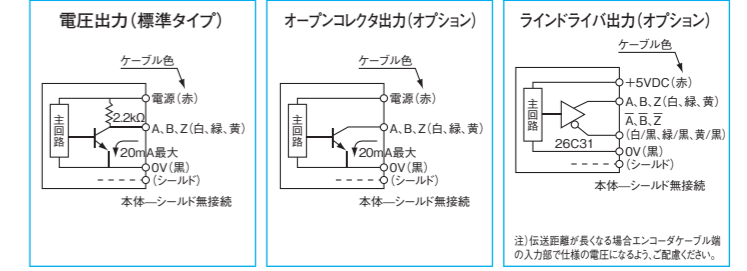 電圧出力（標準タイプ）
ケーブル色
電源（赤）
2.2kΩ
主回路
A、B、Z（白、緑、黄）
20mA最大
0V（黒）
（シールド）
本体―シールド無接続
オープンコレクタ出力（オプション）
ケーブル色
電源（赤）
主回路
A、B、Z（白、緑、黄）
20mA最大
0V（黒）
（シールド）
本体―シールド無接続
ラインドライバ出力（オプション）
ケーブル色
＋5VDC（赤）
主回路
A、B、Z（白、緑、黄）
A̅、B̅、Z̅
（白/黒、緑/黒、黄/黒）
26C31
0V（黒）
（シールド）
本体―シールド無接続
注）伝送距離が長くなる場合エンコーダケーブル端
の入力部で仕様の電圧になるよう、ご配慮ください。